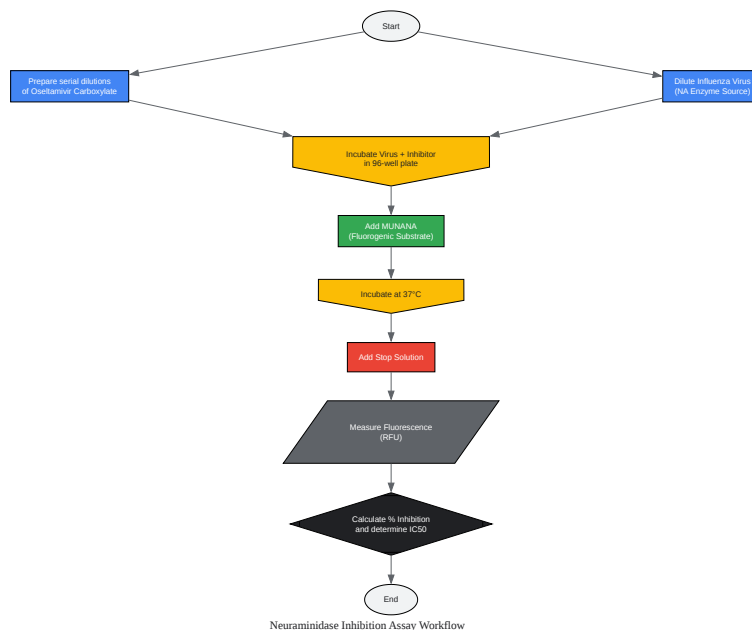 Start
Prepare serial dilutions
of Oseltamivir Carboxylate
Dilute Influenza Virus
(NA Enzyme Source)
Incubate Virus + Inhibitor
in 96-well plate
Add MUNANA
(Fluorogenic Substrate)
Incubate at 37°C
Add Stop Solution
Measure Fluorescence
(RFU)
Calculate % Inhibition
and determine IC50
End
Neuraminidase Inhibition Assay Workflow